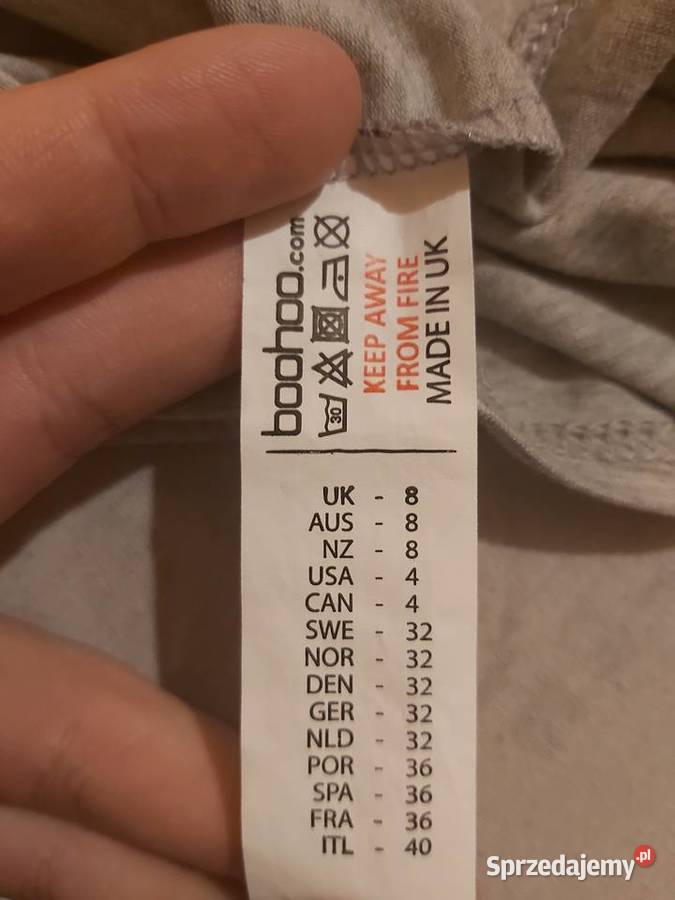 boohoo.com
30
KEEP AWAY
FROM FIRE
MADE IN UK
UK - 8
AUS - 8
NZ - 8
USA - 4
CAN - 4
SWE - 32
NOR - 32
DEN - 32
GER - 32
NLD - 32
POR - 36
SPA - 36
FRA - 36
ITL - 40
Sprzedajemy.pl